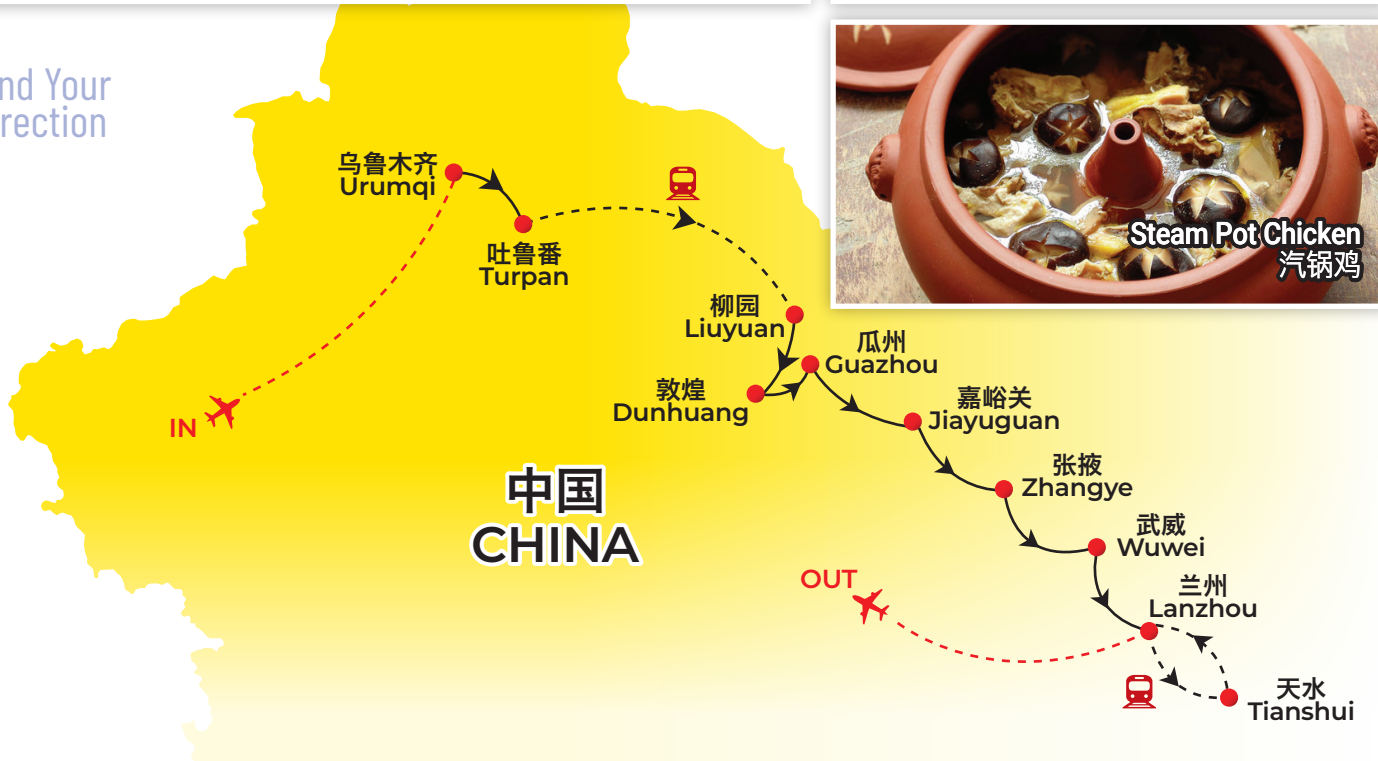 nd Your
rection
Steam Pot Chicken
汽锅鸡
乌鲁木齐
Urumqi
吐鲁番
Turpan
柳园
Liuyuan
瓜州
Guazhou
敦煌
Dunhuang
嘉峪关
Jiayuguan
IN
张掖
Zhangye
中国
CHINA
武威
Wuwei
OUT
兰州
Lanzhou
天水
Tianshui